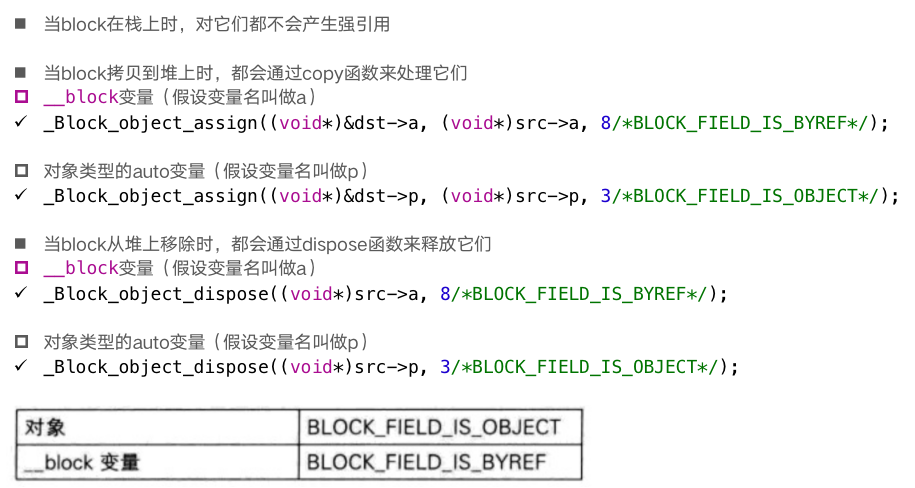 ■ 当block在栈上时，对它们都不会产生强引用
■ 当block拷贝到堆上时，都会通过copy函数来处理它们
□ __block变量（假设变量名叫做a）
✓ _Block_object_assign((void*)&dst->a, (void*)src->a, 8/*BLOCK_FIELD_IS_BYREF*/);
□ 对象类型的auto变量（假设变量名叫做p）
✓ _Block_object_assign((void*)&dst->p, (void*)src->p, 3/*BLOCK_FIELD_IS_OBJECT*/);
■ 当block从堆上移除时，都会通过dispose函数来释放它们
□ __block变量（假设变量名叫做a）
✓ _Block_object_dispose((void*)src->a, 8/*BLOCK_FIELD_IS_BYREF*/);
□ 对象类型的auto变量（假设变量名叫做p）
✓ _Block_object_dispose((void*)src->p, 3/*BLOCK_FIELD_IS_OBJECT*/);
对象 BLOCK_FIELD_IS_OBJECT
__block 变量 BLOCK_FIELD_IS_BYREF